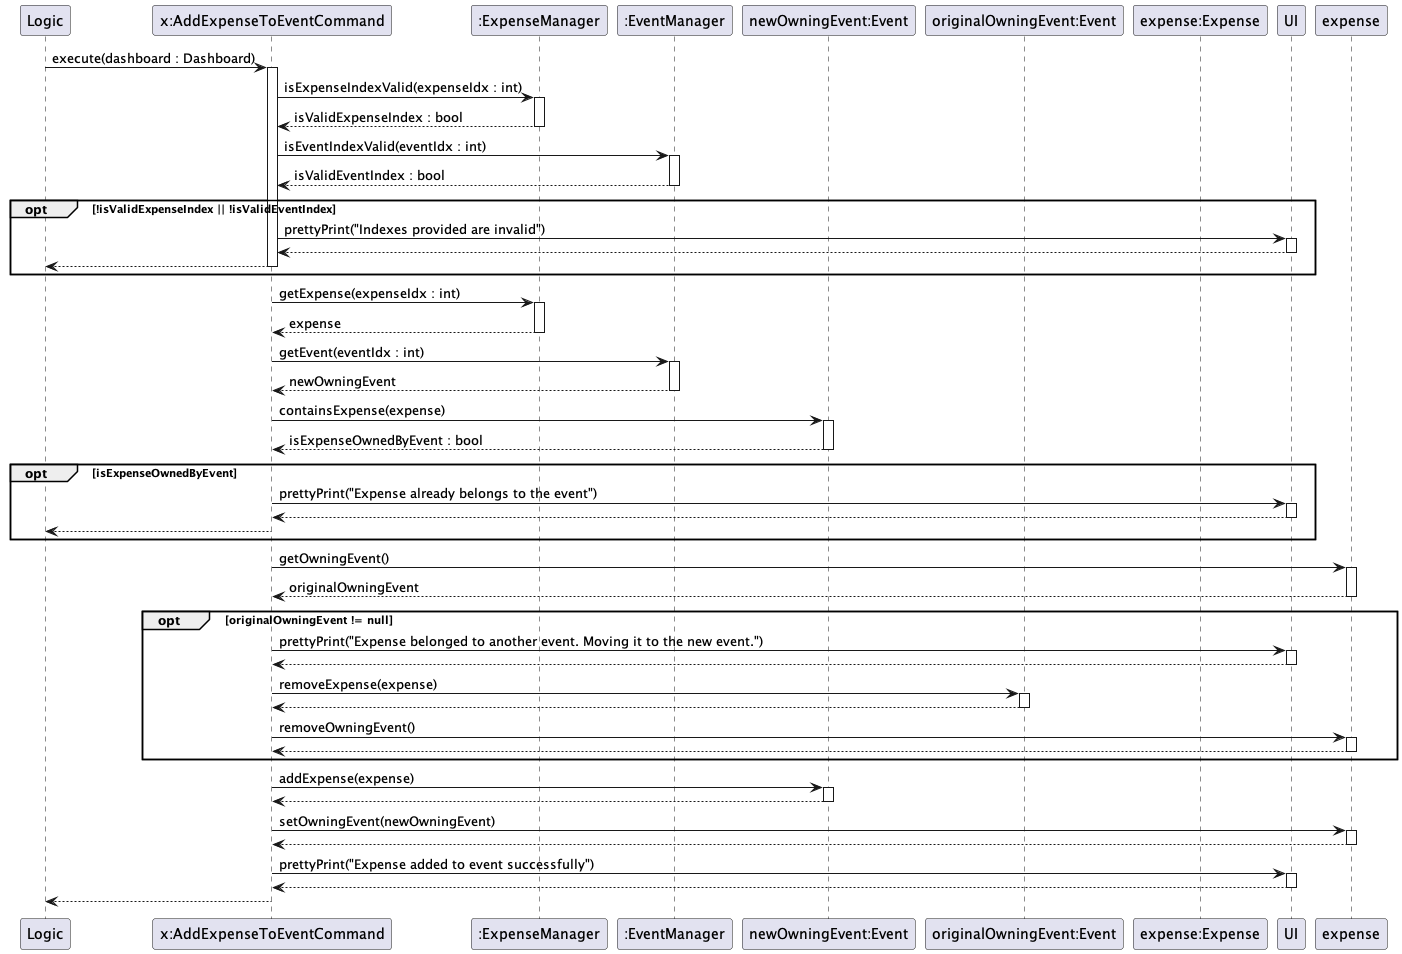 Logic
x:AddExpenseToEventCommand
:ExpenseManager
:EventManager
newOwningEvent:Event
originalOwningEvent:Event
expense:Expense
UI
expense
execute(dashboard : Dashboard)
isExpenseIndexValid(expenseIdx : int)
isValidExpenseIndex : bool
isEventIndexValid(eventIdx : int)
isValidEventIndex : bool
opt [!isValidExpenseIndex || !isValidEventIndex]
prettyPrint("Indexes provided are invalid")
getExpense(expenseIdx : int)
expense
getEvent(eventIdx : int)
newOwningEvent
containsExpense(expense)
isExpenseOwnedByEvent : bool
opt [isExpenseOwnedByEvent]
prettyPrint("Expense already belongs to the event")
getOwningEvent()
originalOwningEvent
opt [originalOwningEvent != null]
prettyPrint("Expense belonged to another event. Moving it to the new event.")
removeExpense(expense)
removeOwningEvent()
addExpense(expense)
setOwningEvent(newOwningEvent)
prettyPrint("Expense added to event successfully")
Logic
x:AddExpenseToEventCommand
:ExpenseManager
:EventManager
newOwningEvent:Event
originalOwningEvent:Event
expense:Expense
UI
expense